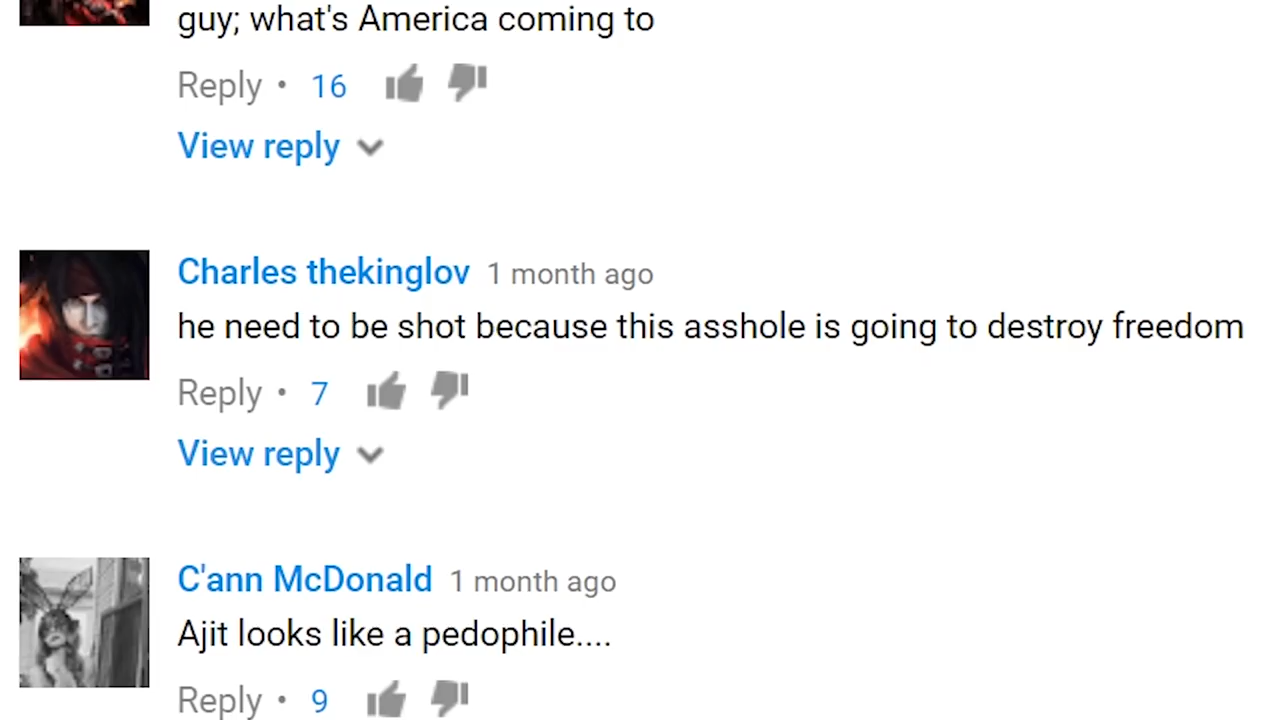 guy; what's America coming to
Reply • 16
View reply
Charles thekinglov 1 month ago
he need to be shot because this asshole is going to destroy freedom
Reply • 7
View reply
C'ann McDonald 1 month ago
Ajit looks like a pedophile....
Reply • 9